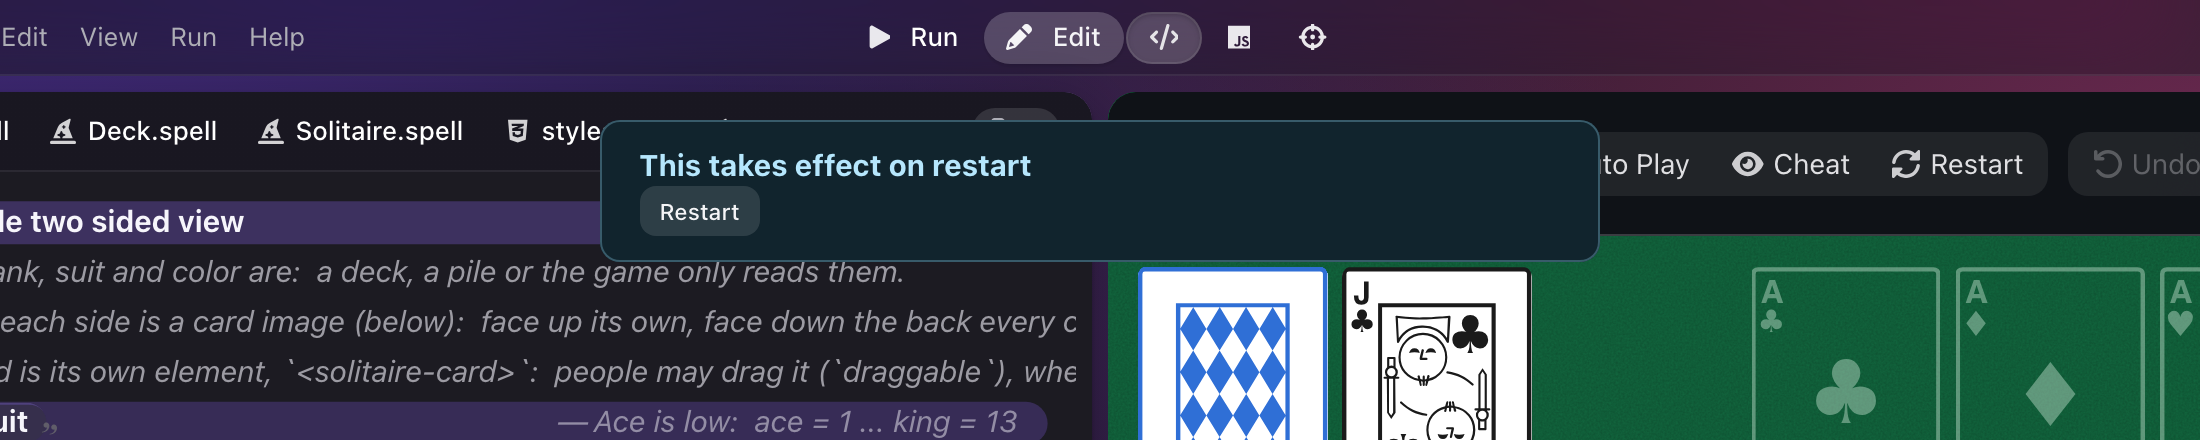 Edit View Run Help
Run Edit </> JS
Deck.spell Solitaire.spell style
This takes effect on restart
Restart
to Play Cheat Restart Undo
le two sided view
ank, suit and color are: a deck, a pile or the game only reads them.
each side is a card image (below): face up its own, face down the back every c
d is its own element, `<solitaire-card>`: people may drag it (`draggable`), whe
uit „ — Ace is low: ace = 1 ... king = 13
J
A A A